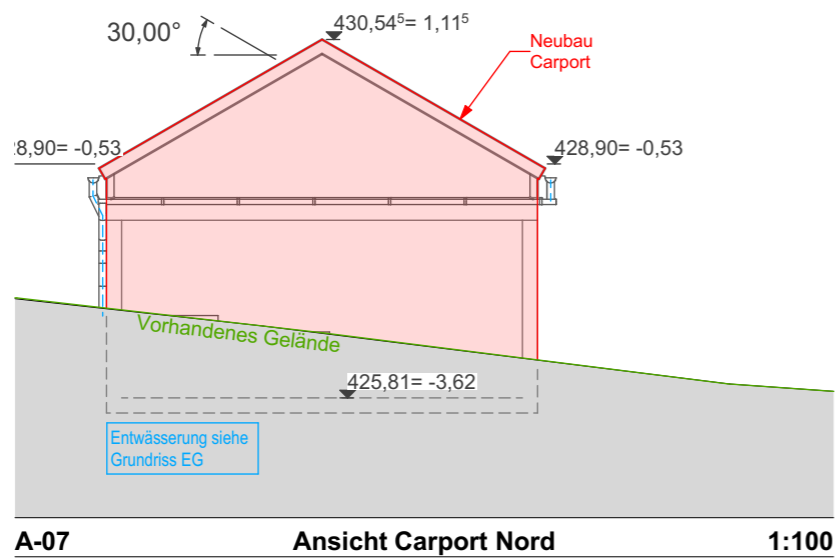 30,00°
430,54⁵= 1,11⁵
Neubau
Carport
28,90= -0,53
428,90= -0,53
Vorhandenes Gelände
425,81= -3,62
Entwässerung siehe
Grundriss EG
A-07 Ansicht Carport Nord 1:100